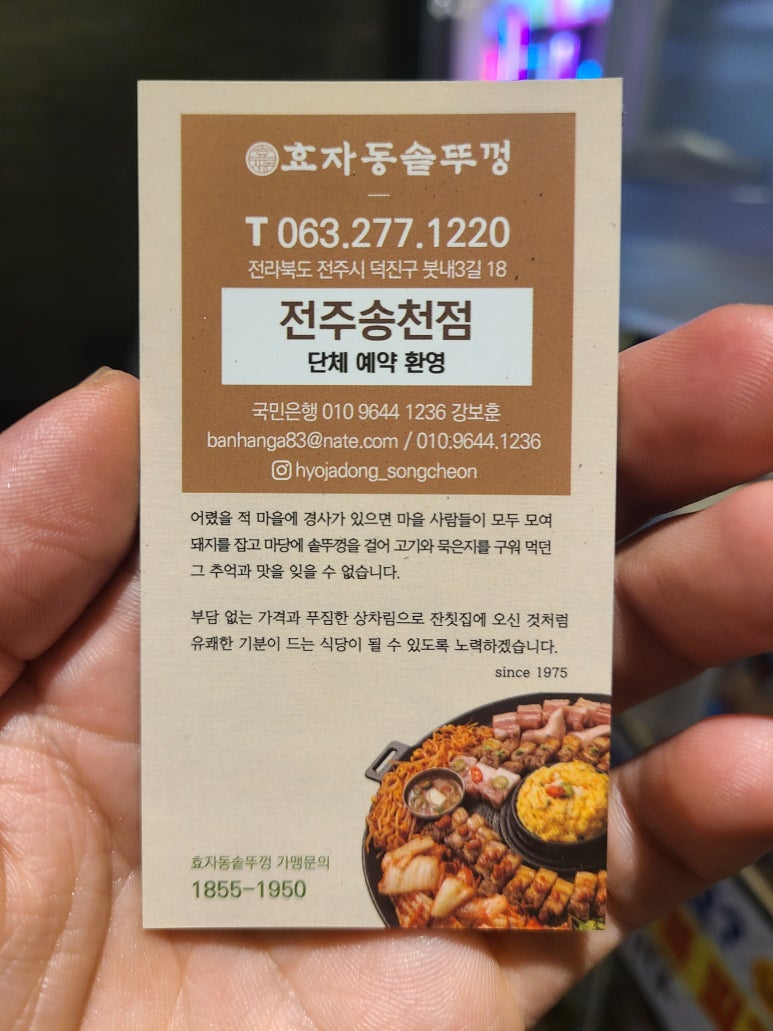 효자동솥뚜껑
T 063.277.1220
전라북도 전주시 덕진구 붓내3길 18
전주송천점
단체 예약 환영
국민은행 010 9644 1236 강보훈
banhanga83@nate.com / 010.9644.1236
hyojadong_songcheon
어렸을 적 마을에 경사가 있으면 마을 사람들이 모두 모여
돼지를 잡고 마당에 솥뚜껑을 걸어 고기와 묵은지를 구워 먹던
그 추억과 맛을 잊을 수 없습니다.
부담 없는 가격과 푸짐한 상차림으로 잔칫집에 오신 것처럼
유쾌한 기분이 드는 식당이 될 수 있도록 노력하겠습니다.
since 1975
효자동솥뚜껑 가맹문의
1855-1950